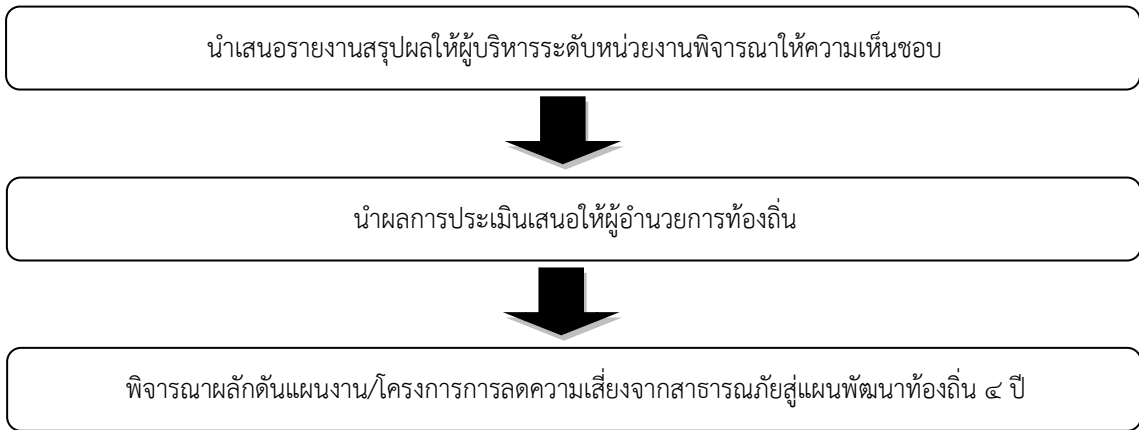 นำเสนอรายงานสรุปผลให้ผู้บริหารระดับหน่วยงานพิจารณาให้ความเห็นชอบ
นำผลการประเมินเสนอให้ผู้อำนวยการท้องถิ่น
พิจารณาผลักดันแผนงาน/โครงการการลดความเสี่ยงจากสาธารณภัยสู่แผนพัฒนาท้องถิ่น ๔ ปี